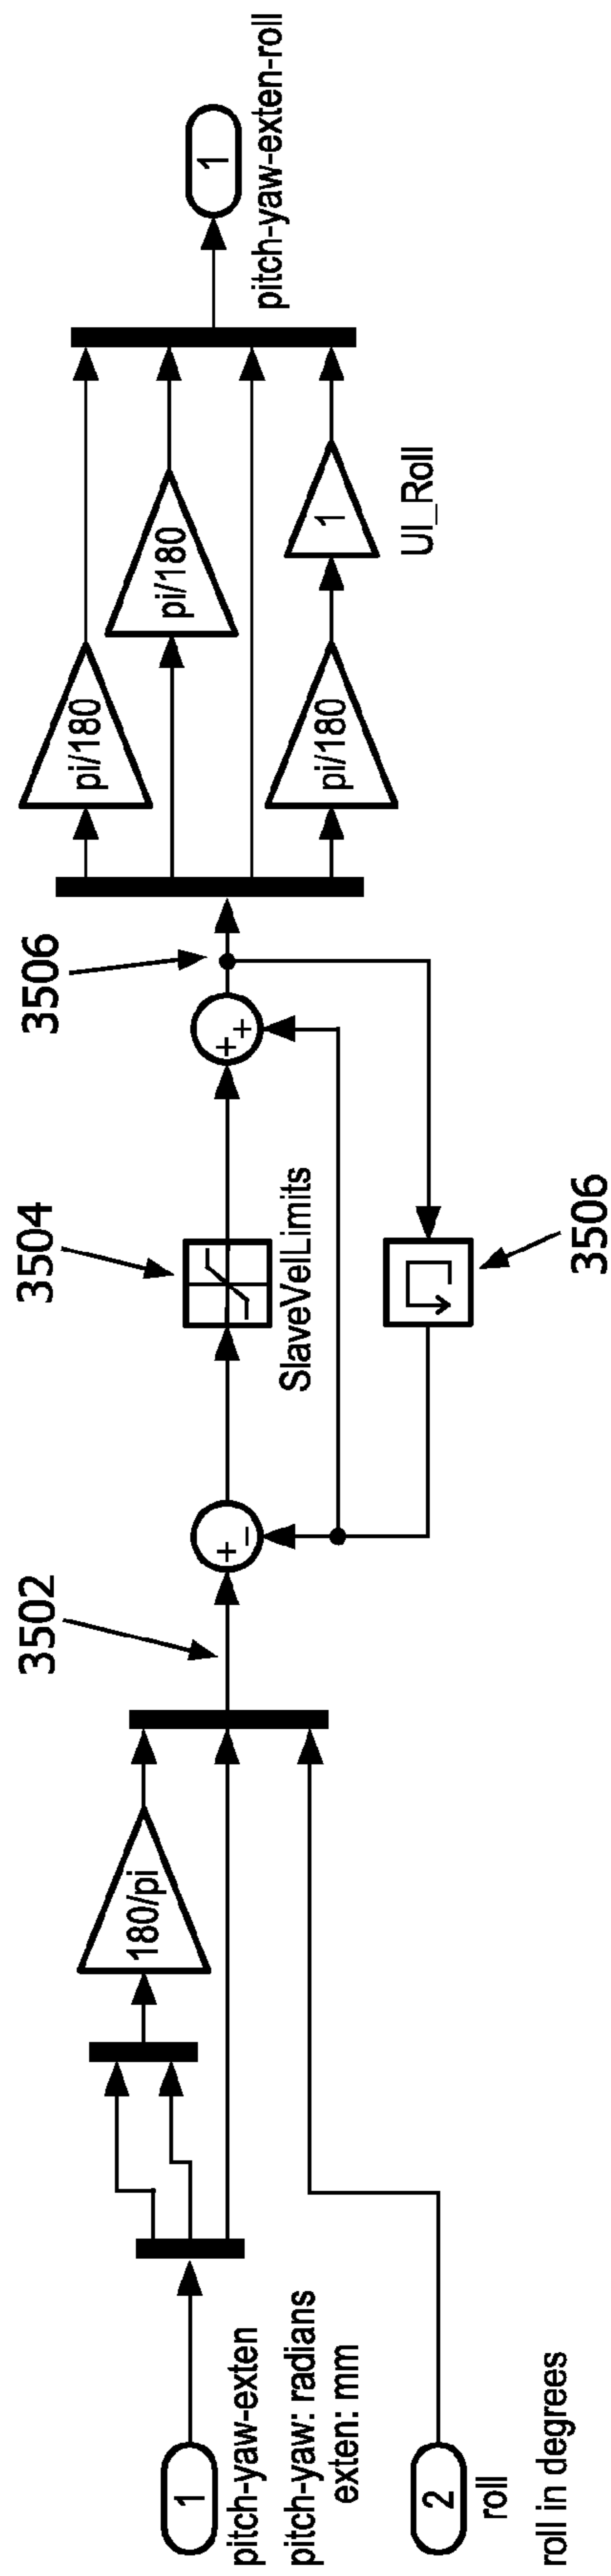 1
pitch-yaw-exten
pitch-yaw: radians
exten: mm
2
roll
roll in degrees
180/pi
3502
+
−
3504
SlaveVelLimits
3506
+
+
3506
pi/180
pi/180
pi/180
1
UI_Roll
1
pitch-yaw-exten-roll